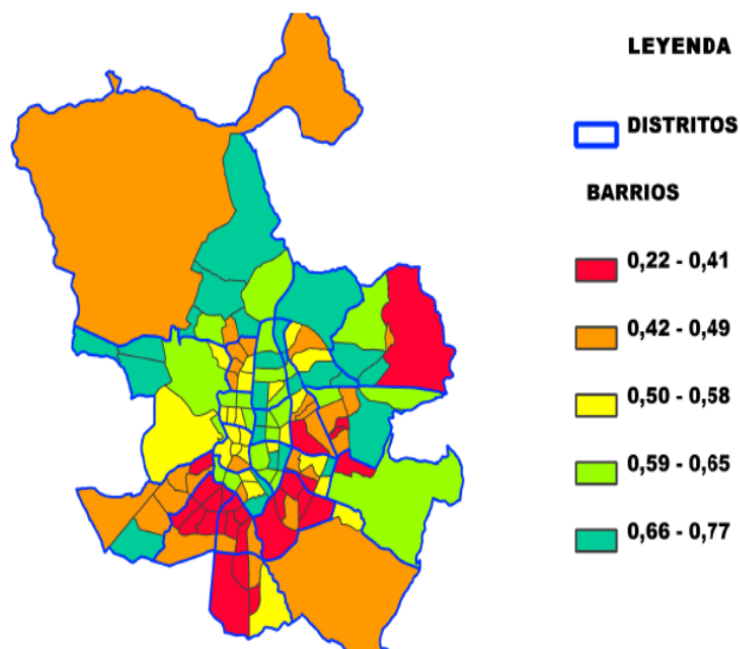 LEYENDA
DISTRITOS
BARRIOS
0,22 - 0,41
0,42 - 0,49
0,50 - 0,58
0,59 - 0,65
0,66 - 0,77